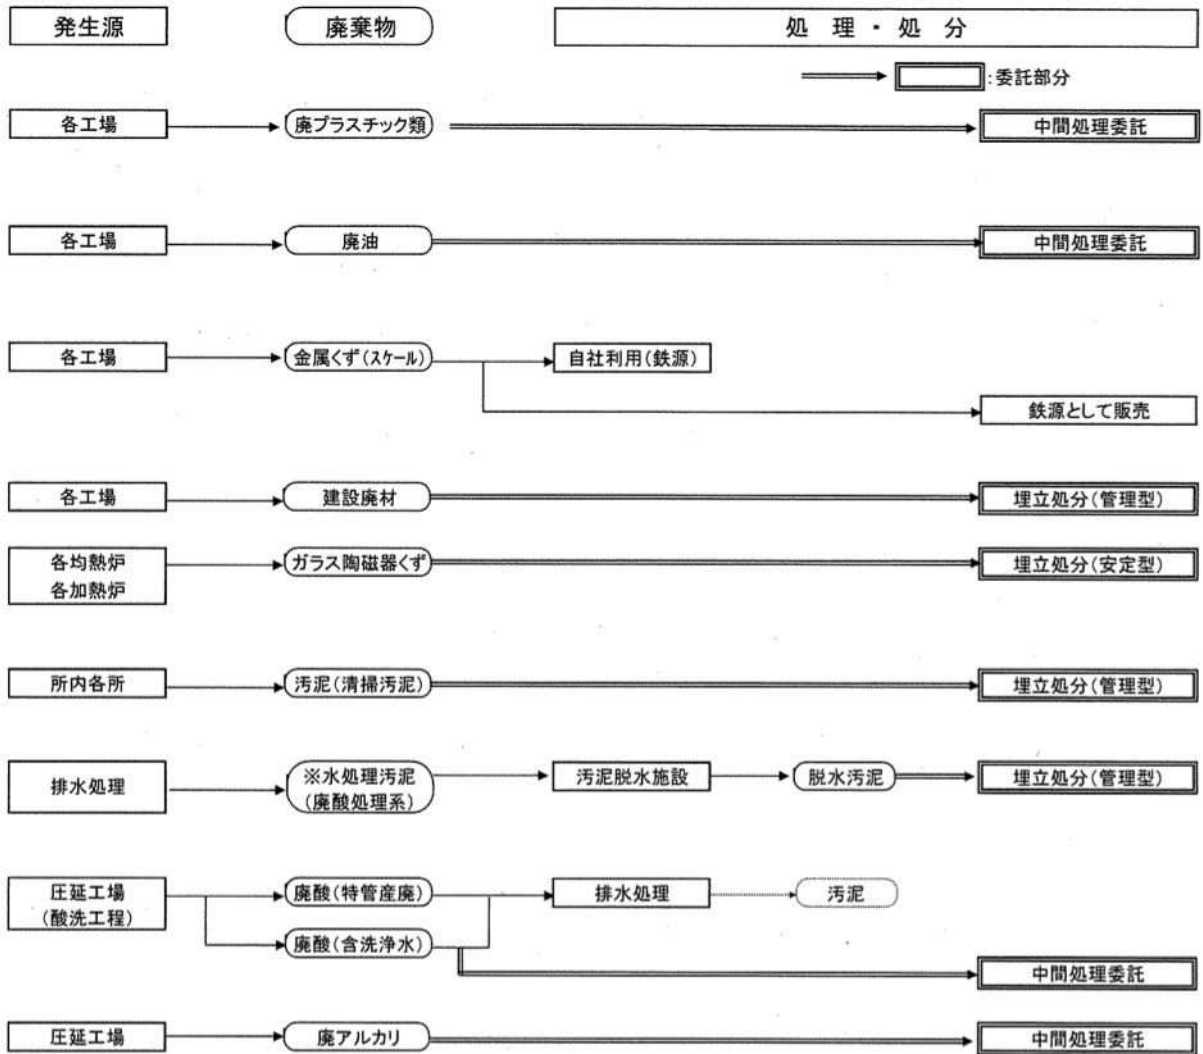 発生源
廃棄物
処 理 ・ 処 分
:委託部分
各工場
廃プラスチック類
中間処理委託
各工場
廃油
中間処理委託
各工場
金属くず(スケール)
自社利用(鉄源)
鉄源として販売
各工場
建設廃材
埋立処分(管理型)
各均熱炉
各加熱炉
ガラス陶磁器くず
埋立処分(安定型)
所内各所
汚泥(清掃汚泥)
埋立処分(管理型)
排水処理
※水処理汚泥
(廃酸処理系)
汚泥脱水施設
脱水汚泥
埋立処分(管理型)
圧延工場
(酸洗工程)
廃酸(特管産廃)
排水処理
汚泥
廃酸(含洗浄水)
中間処理委託
圧延工場
廃アルカリ
中間処理委託